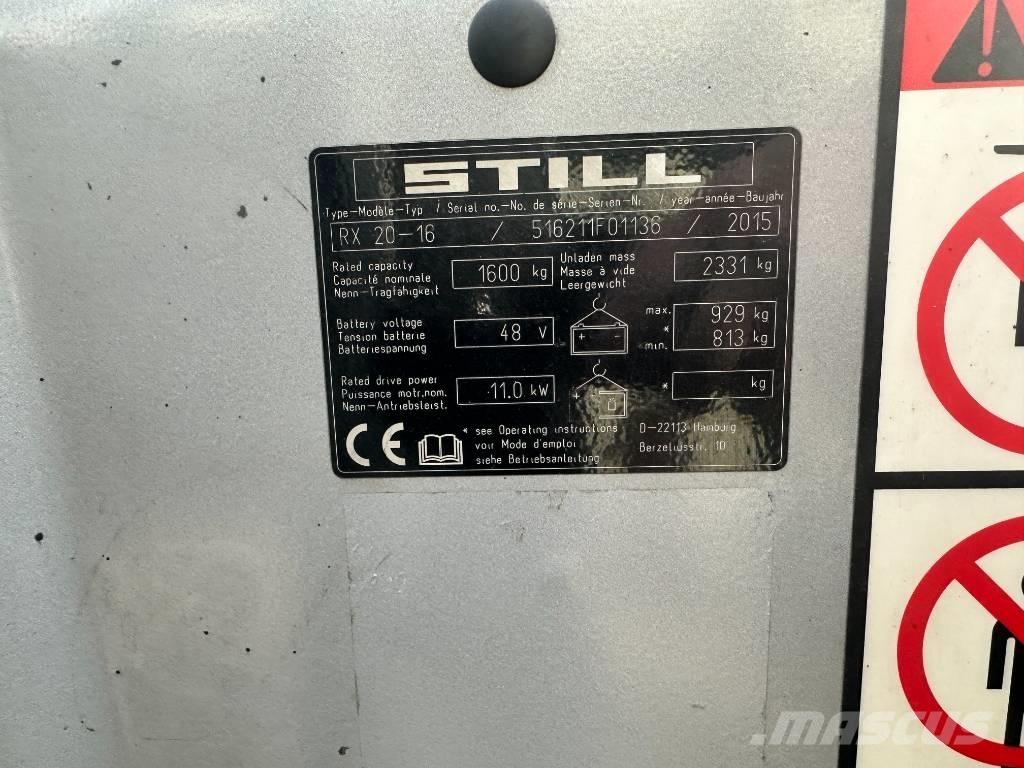 STILL
Type-Modèle-Typ / Serial no.-No. de série-Serien-Nr. / year-année-Baujahr
RX 20-16 / 516211F01136 / 2015
Rated capacity
Capacité nominale
Nenn-Tragfähigkeit
1600 kg
Unladen mass
Masse à vide
Leergewicht
2331 kg
Battery voltage
Tension batterie
Batteriespannung
48 V
+ -
max. 929 kg
*
min. 813 kg
Rated drive power
Puissance motr.nom.
Nenn-Antriebsleist.
11.0 kW
+
* kg
CE
* see Operating instructions
voir Mode d'emploi
siehe Betriebsanleitung
D-22113 Hamburg
Berzeliusstr. 10
MASCUS